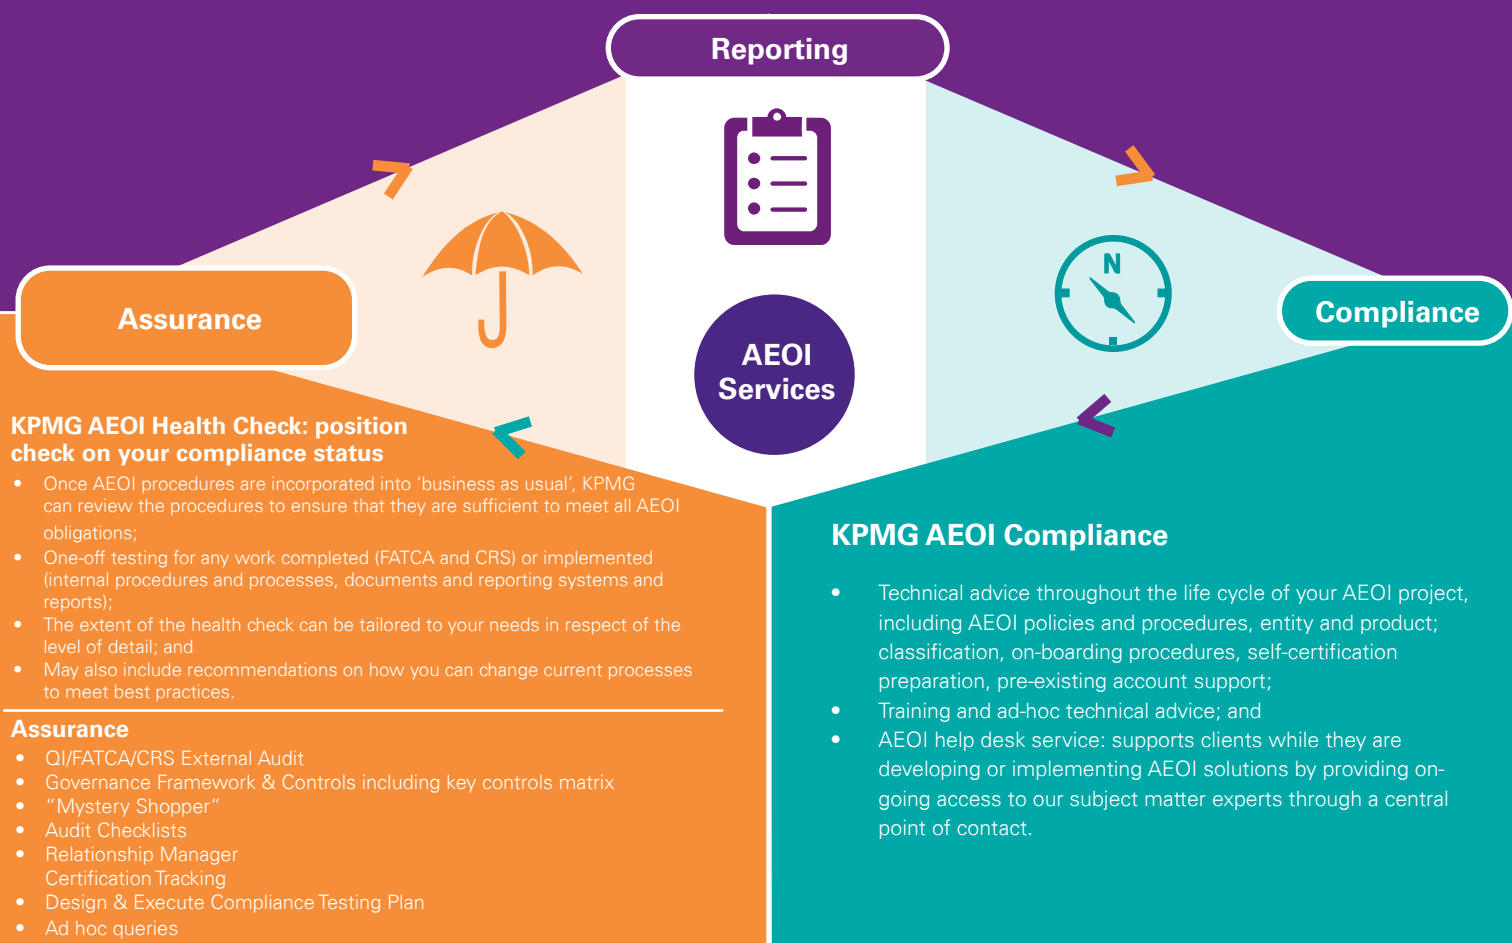 Reporting
N
Assurance
Compliance
AEOI
Services
KPMG AEOI Health Check: position
check on your compliance status
• Once AEOI procedures are incorporated into ‘business as usual’, KPMG
can review the procedures to ensure that they are sufficient to meet all AEOI
obligations;
• One-off testing for any work completed (FATCA and CRS) or implemented
(internal procedures and processes, documents and reporting systems and
reports);
• The extent of the health check can be tailored to your needs in respect of the
level of detail; and
• May also include recommendations on how you can change current processes
to meet best practices.
Assurance
• QI/FATCA/CRS External Audit
• Governance Framework & Controls including key controls matrix
• “Mystery Shopper”
• Audit Checklists
• Relationship Manager
Certification Tracking
• Design & Execute Compliance Testing Plan
• Ad hoc queries
KPMG AEOI Compliance
• Technical advice throughout the life cycle of your AEOI project,
including AEOI policies and procedures, entity and product;
classification, on-boarding procedures, self-certification
preparation, pre-existing account support;
• Training and ad-hoc technical advice; and
• AEOI help desk service: supports clients while they are
developing or implementing AEOI solutions by providing on-
going access to our subject matter experts through a central
point of contact.